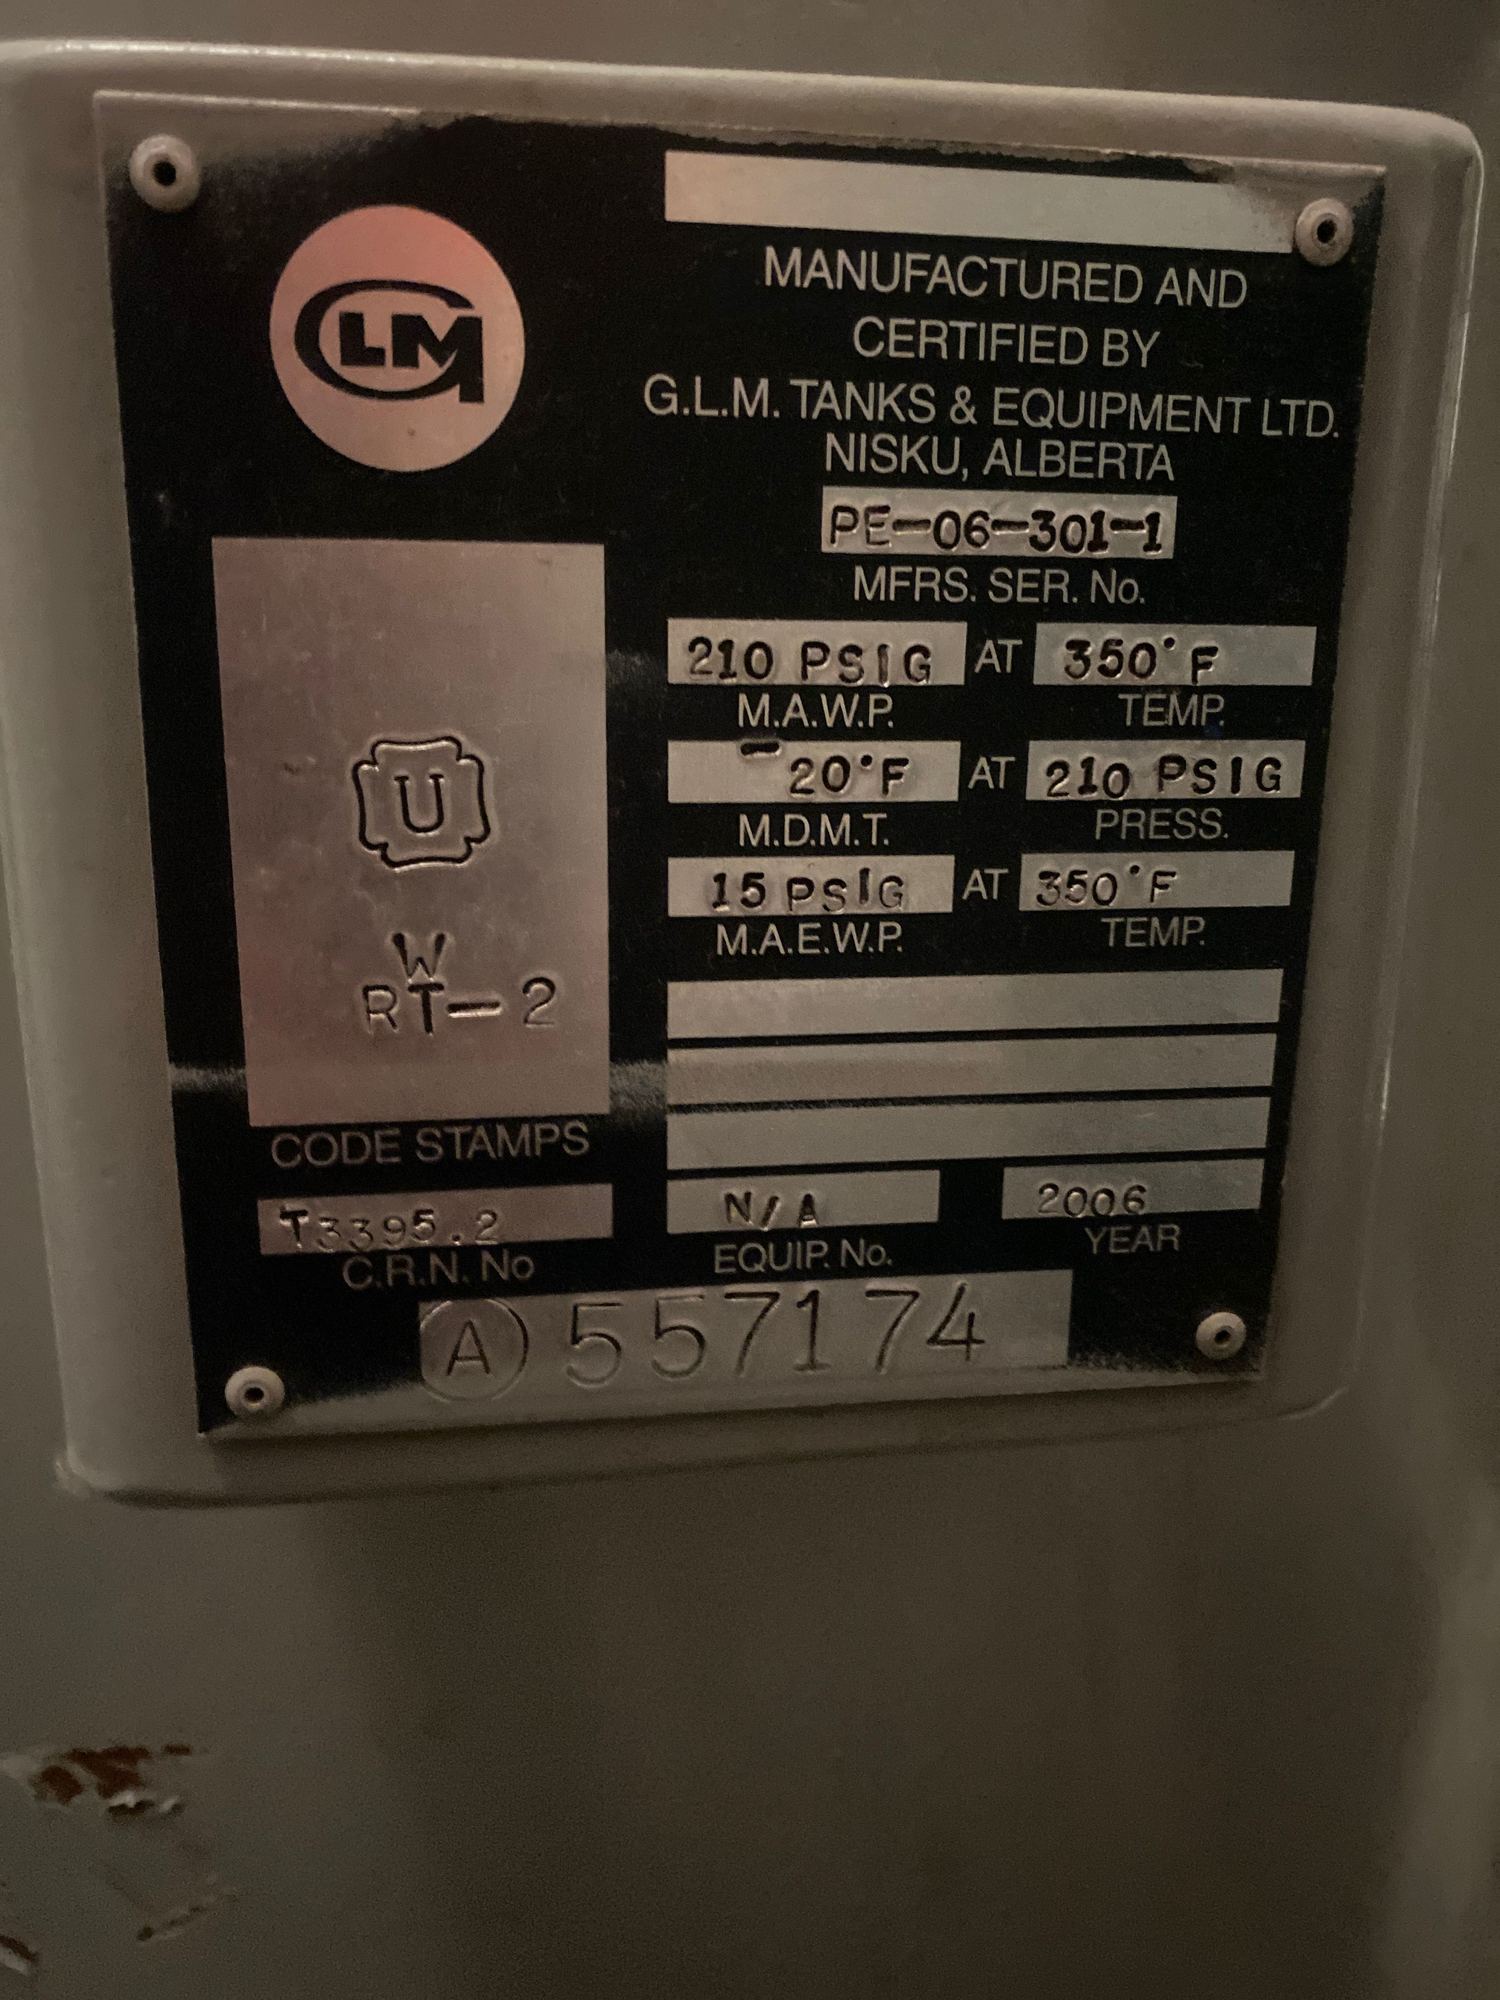 GLM
MANUFACTURED AND
CERTIFIED BY
G.L.M. TANKS & EQUIPMENT LTD.
NISKU, ALBERTA
PE-06-301-1
MFRS. SER. No.
210 PSIG AT 350°F
M.A.W.P. TEMP.
-20°F AT 210 PSIG
M.D.M.T. PRESS.
15 PSIG AT 350°F
M.A.E.W.P. TEMP.
U
W
RT-2
CODE STAMPS
T3395.2
C.R.N. No
N/A
EQUIP. No.
2006
YEAR
A 557174